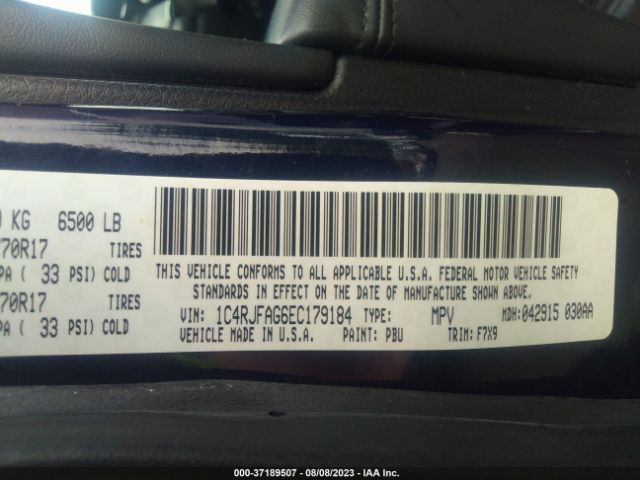 KG 6500 LB
70R17 TIRES
PA ( 33 PSI) COLD
70R17 TIRES
PA ( 33 PSI) COLD
THIS VEHICLE CONFORMS TO ALL APPLICABLE U.S.A. FEDERAL MOTOR VEHICLE SAFETY
STANDARDS IN EFFECT ON THE DATE OF MANUFACTURE SHOWN ABOVE.
VIN: 1C4RJFAG6EC179184 TYPE: MPV MDH: 042915 030AA
VEHICLE MADE IN U.S.A. PAINT: PBU TRIM: F7X9
000-37189507 - 08/08/2023 - IAA Inc.